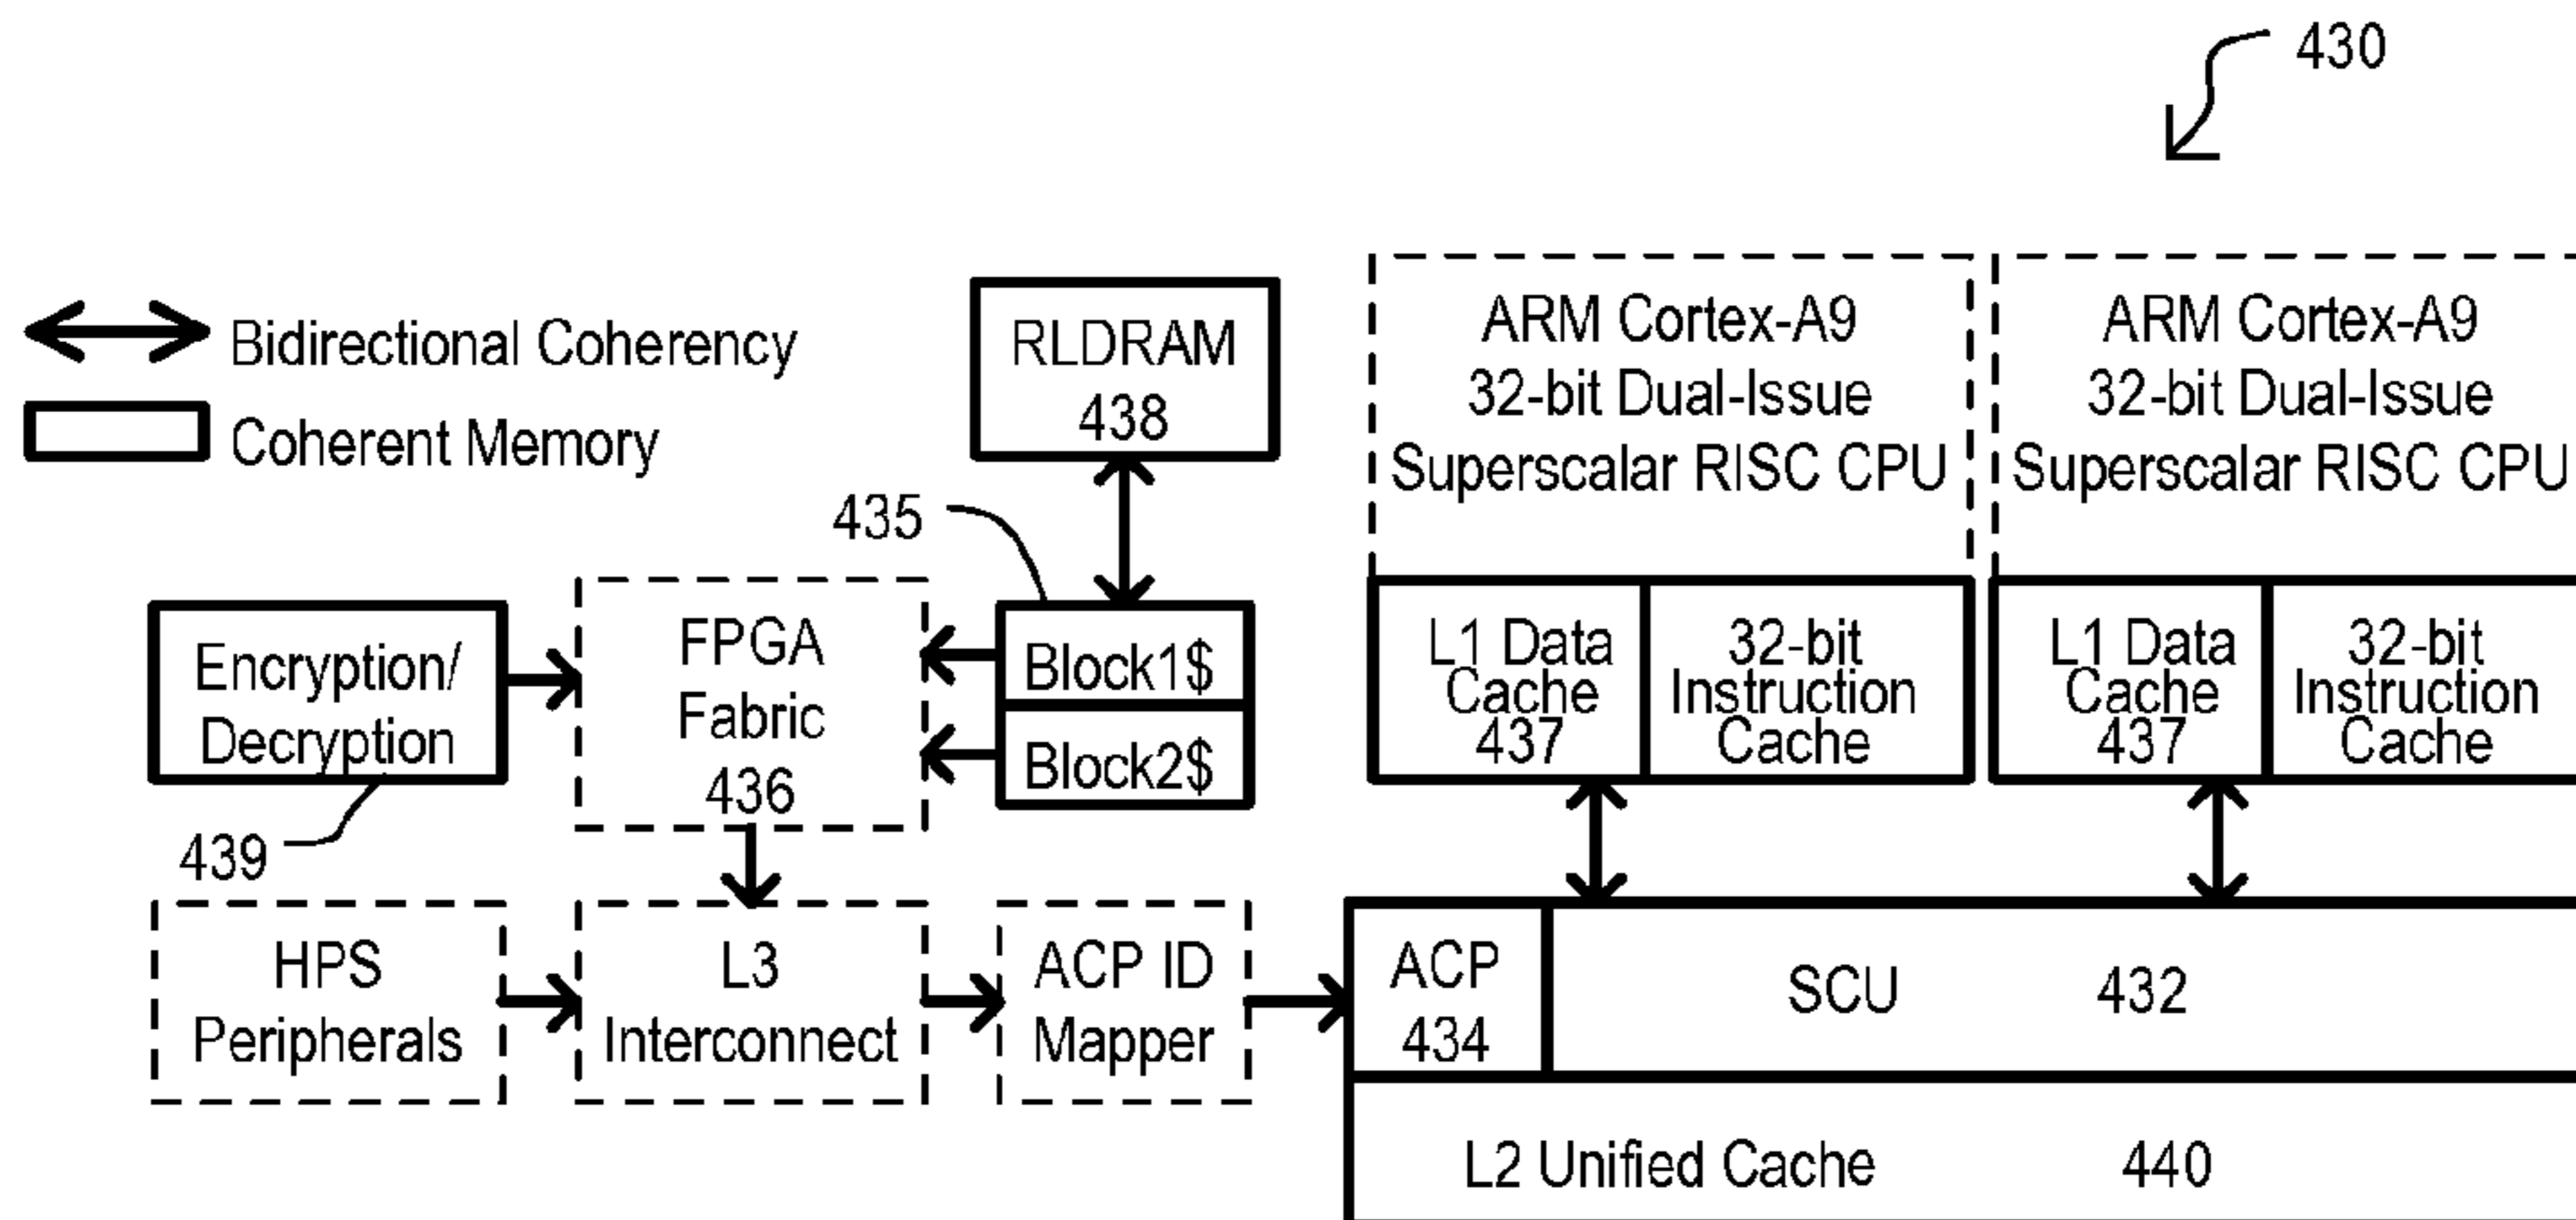 430
Bidirectional Coherency
Coherent Memory
RLDRAM
438
435
ARM Cortex-A9
32-bit Dual-Issue
Superscalar RISC CPU
ARM Cortex-A9
32-bit Dual-Issue
Superscalar RISC CPU
Encryption/
Decryption
439
FPGA
Fabric
436
Block1$
Block2$
L1 Data
Cache
437
32-bit
Instruction
Cache
L1 Data
Cache
437
32-bit
Instruction
Cache
HPS
Peripherals
L3
Interconnect
ACP ID
Mapper
ACP
434
SCU 432
L2 Unified Cache 440